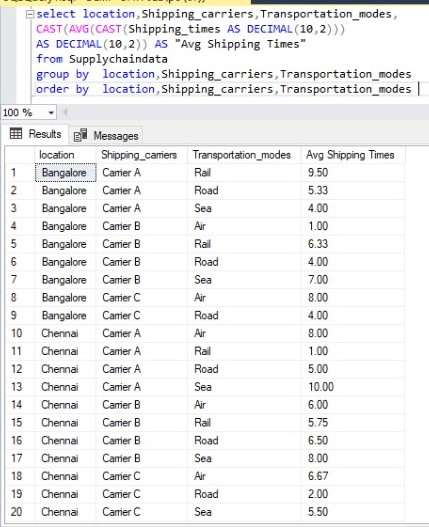 select location,Shipping_carriers,Transportation_modes,
CAST(AVG(CAST(Shipping_times AS DECIMAL(10,2)))
AS DECIMAL(10,2)) AS "Avg Shipping Times"
from Supplychaindata
group by location,Shipping_carriers,Transportation_modes
order by location,Shipping_carriers,Transportation_modes
100 %
Results Messages
location Shipping_carriers Transportation_modes Avg Shipping Times
1 Bangalore Carrier A Rail 9.50
2 Bangalore Carrier A Road 5.33
3 Bangalore Carrier A Sea 4.00
4 Bangalore Carrier B Air 1.00
5 Bangalore Carrier B Rail 6.33
6 Bangalore Carrier B Road 4.00
7 Bangalore Carrier B Sea 7.00
8 Bangalore Carrier C Air 8.00
9 Bangalore Carrier C Road 4.00
10 Chennai Carrier A Air 8.00
11 Chennai Carrier A Rail 1.00
12 Chennai Carrier A Road 5.00
13 Chennai Carrier A Sea 10.00
14 Chennai Carrier B Air 6.00
15 Chennai Carrier B Rail 5.75
16 Chennai Carrier B Road 6.50
17 Chennai Carrier B Sea 8.00
18 Chennai Carrier C Air 6.67
19 Chennai Carrier C Road 2.00
20 Chennai Carrier C Sea 5.50